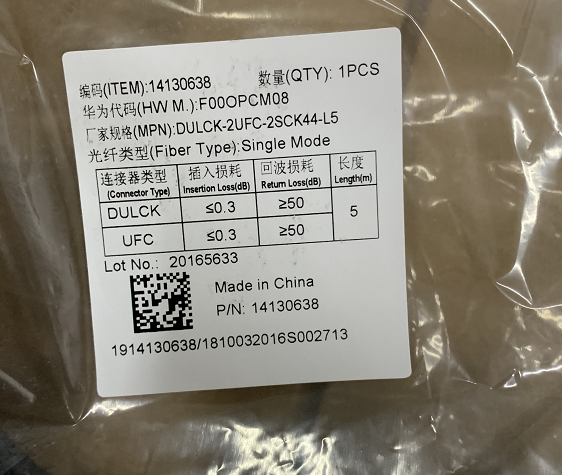 编码(ITEM):14130638 数量(QTY): 1PCS
华为代码(HW M.):F00OPCM08
厂家规格(MPN):DULCK-2UFC-2SCK44-L5
光纤类型(Fiber Type):Single Mode
连接器类型 插入损耗 回波损耗 长度
(Connector Type) Insertion Loss(dB) Return Loss(dB) Length(m)
DULCK ≤0.3 ≥50 5
UFC ≤0.3 ≥50
Lot No.: 20165633
Made in China
P/N: 14130638
1914130638/1810032016S002713